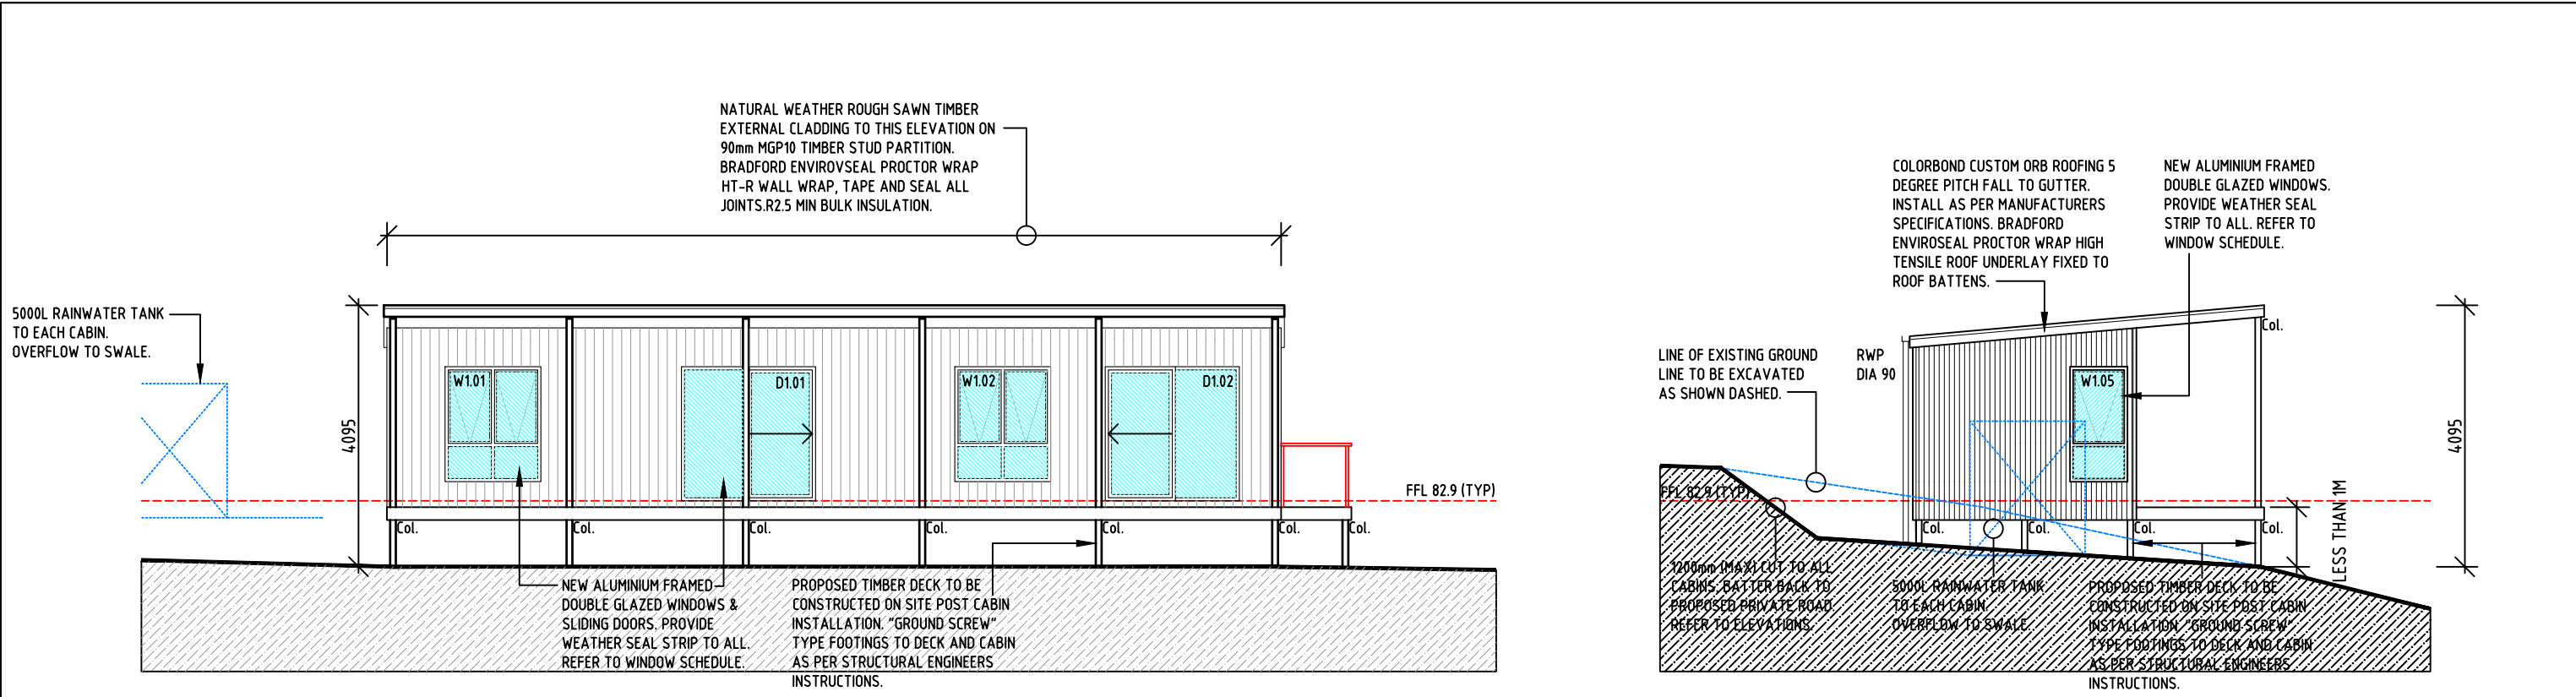 NATURAL WEATHER ROUGH SAWN TIMBER
EXTERNAL CLADDING TO THIS ELEVATION ON
90mm MGP10 TIMBER STUD PARTITION.
BRADFORD ENVIROVSEAL PROCTOR WRAP
HT-R WALL WRAP, TAPE AND SEAL ALL
JOINTS.R2.5 MIN BULK INSULATION.
5000L RAINWATER TANK
TO EACH CABIN.
OVERFLOW TO SWALE.
4095
W1.01
D1.01
W1.02
D1.02
FFL 82.9 (TYP)
Col.
Col.
Col.
Col.
Col.
Col.
Col.
NEW ALUMINIUM FRAMED
DOUBLE GLAZED WINDOWS &
SLIDING DOORS. PROVIDE
WEATHER SEAL STRIP TO ALL.
REFER TO WINDOW SCHEDULE.
PROPOSED TIMBER DECK TO BE
CONSTRUCTED ON SITE POST CABIN
INSTALLATION. "GROUND SCREW"
TYPE FOOTINGS TO DECK AND CABIN
AS PER STRUCTURAL ENGINEERS
INSTRUCTIONS.
COLORBOND CUSTOM ORB ROOFING 5
DEGREE PITCH FALL TO GUTTER.
INSTALL AS PER MANUFACTURERS
SPECIFICATIONS. BRADFORD
ENVIROSEAL PROCTOR WRAP HIGH
TENSILE ROOF UNDERLAY FIXED TO
ROOF BATTENS.
NEW ALUMINIUM FRAMED
DOUBLE GLAZED WINDOWS.
PROVIDE WEATHER SEAL
STRIP TO ALL. REFER TO
WINDOW SCHEDULE.
LINE OF EXISTING GROUND
LINE TO BE EXCAVATED
AS SHOWN DASHED.
RWP
DIA 90
Col.
W1.05
4095
FFL 82.9 (TYP)
Col.
Col.
Col.
Col.
LESS THAN 1M
1200mm (MAX) CUT TO ALL
CABINS. BATTER BACK TO
PROPOSED PRIVATE ROAD.
REFER TO ELEVATIONS.
5000L RAINWATER TANK
TO EACH CABIN.
OVERFLOW TO SWALE.
PROPOSED TIMBER DECK TO BE
CONSTRUCTED ON SITE POST CABIN
INSTALLATION. "GROUND SCREW"
TYPE FOOTINGS TO DECK AND CABIN
AS PER STRUCTURAL ENGINEERS
INSTRUCTIONS.